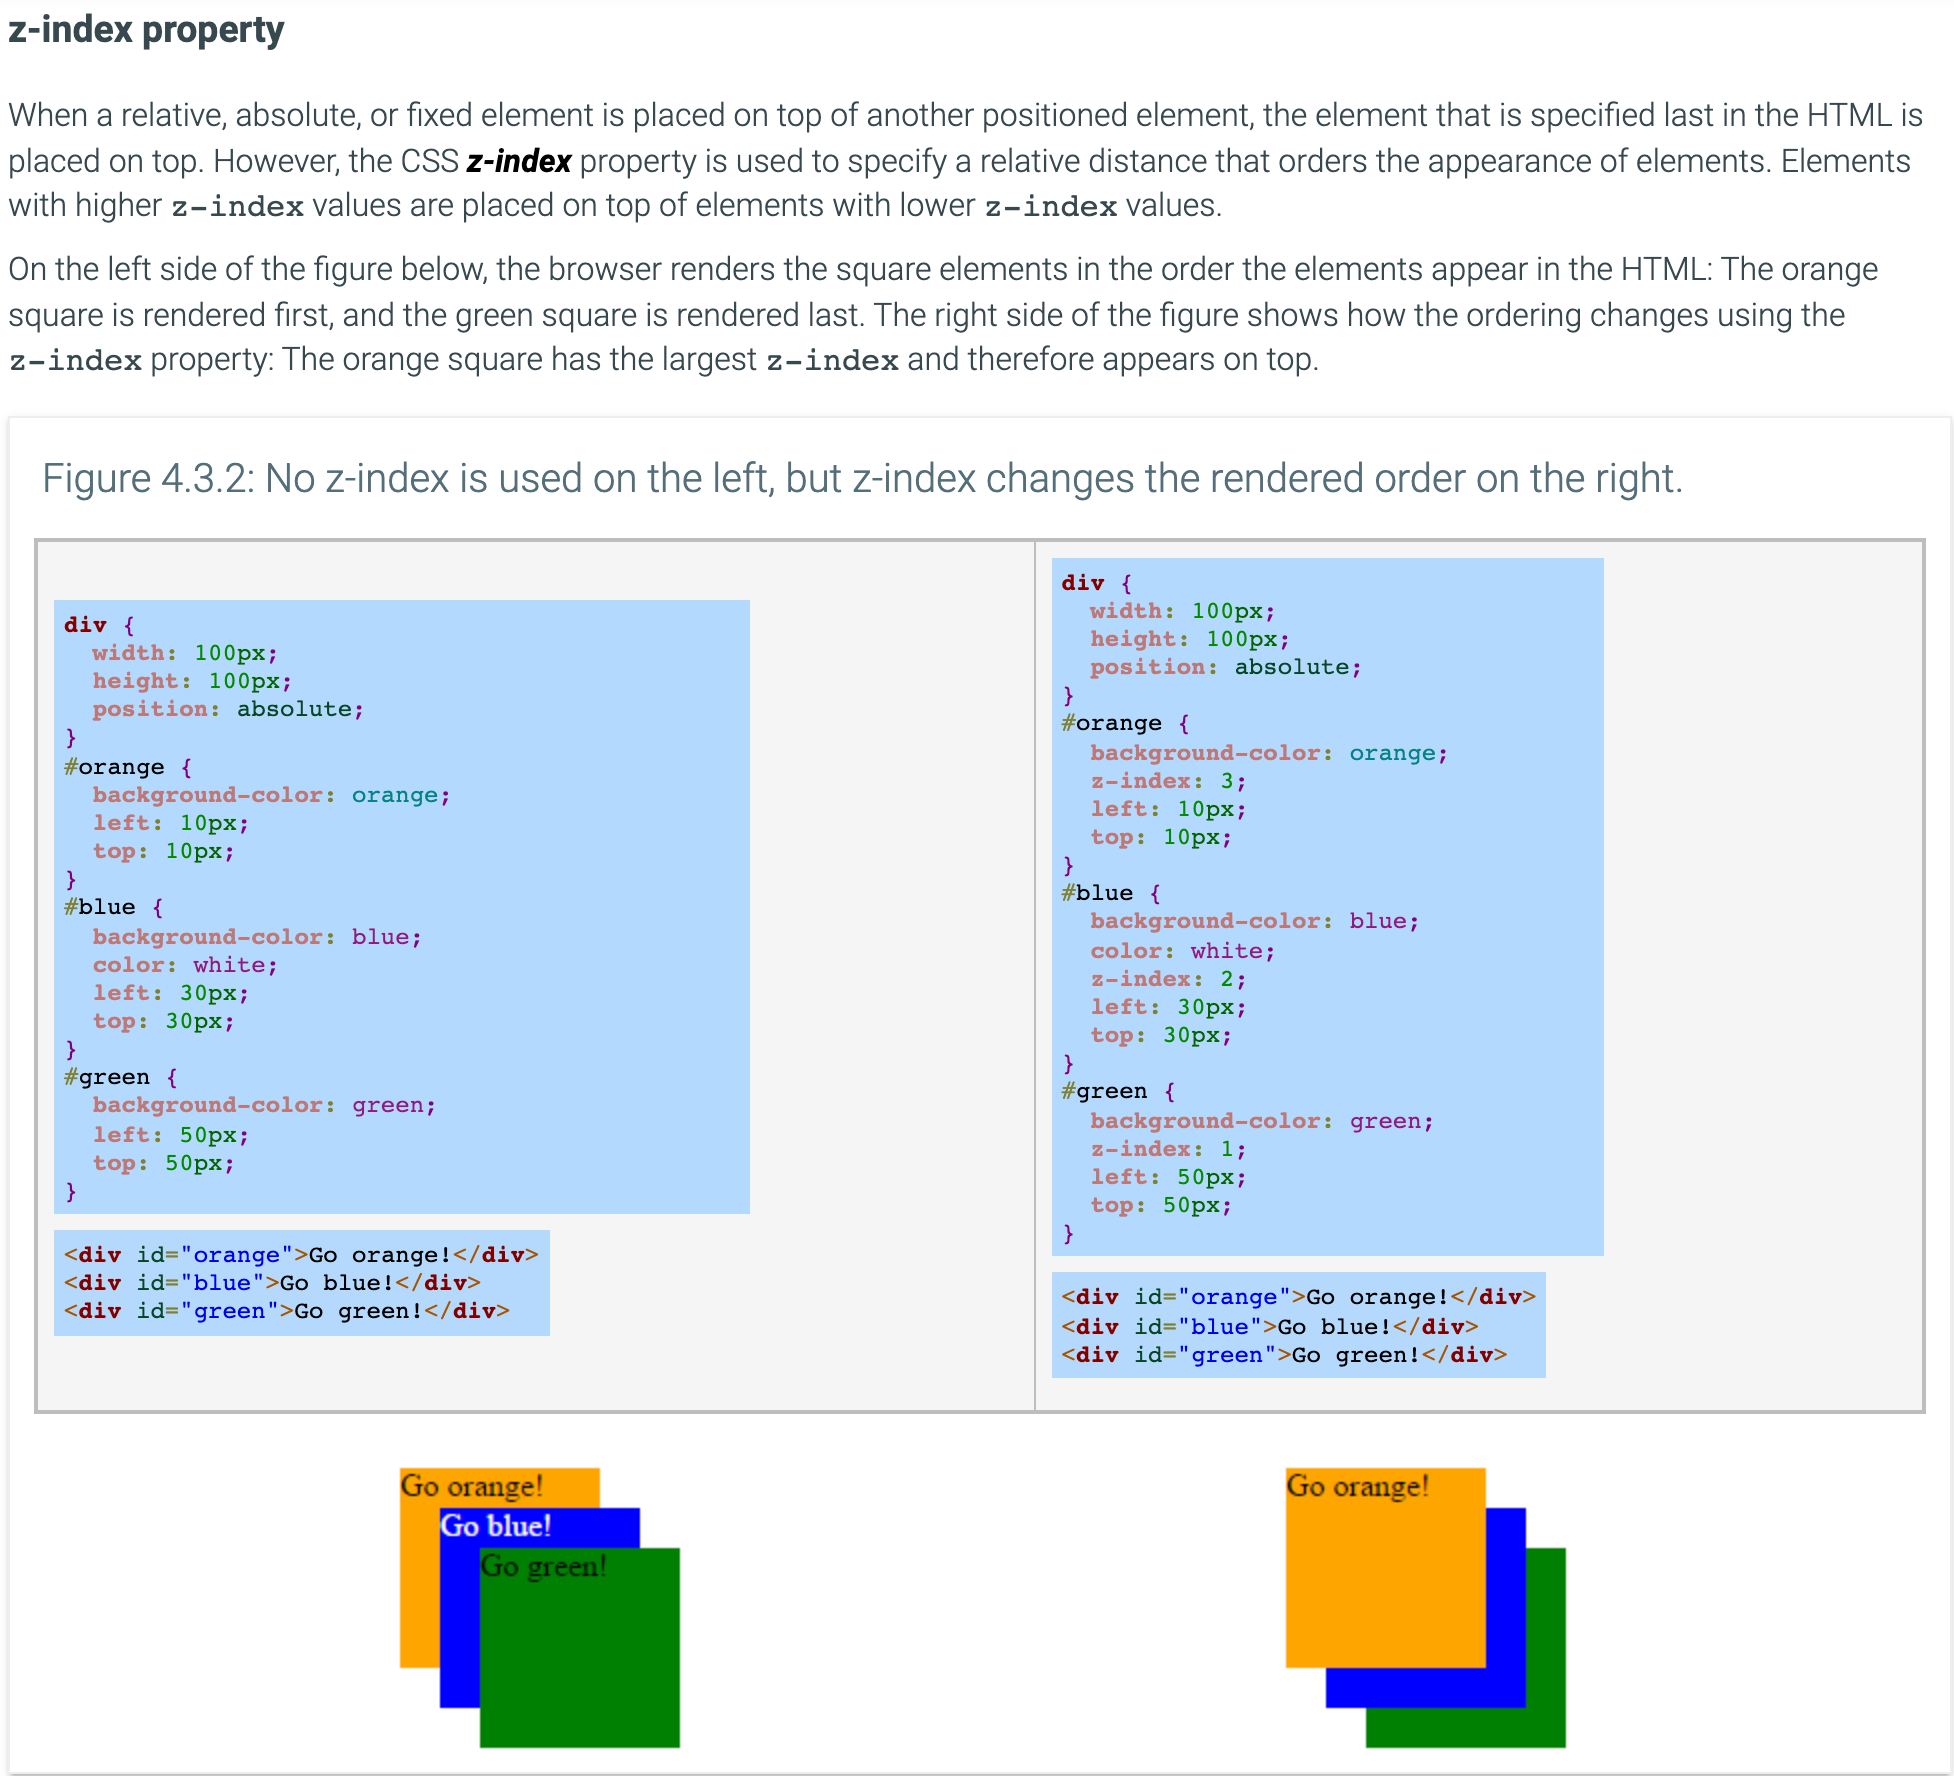 z-index property
When a relative, absolute, or fixed element is placed on top of another positioned element, the element that is specified last in the HTML is
placed on top. However, the CSS z-index property is used to specify a relative distance that orders the appearance of elements. Elements
with higher z-index values are placed on top of elements with lower z-index values.
On the left side of the figure below, the browser renders the square elements in the order the elements appear in the HTML: The orange
square is rendered first, and the green square is rendered last. The right side of the figure shows how the ordering changes using the
z-index property: The orange square has the largest z-index and therefore appears on top.
Figure 4.3.2: No z-index is used on the left, but z-index changes the rendered order on the right.
div {
  width: 100px;
  height: 100px;
  position: absolute;
}
#orange {
  background-color: orange;
  left: 10px;
  top: 10px;
}
#blue {
  background-color: blue;
  color: white;
  left: 30px;
  top: 30px;
}
#green {
  background-color: green;
  left: 50px;
  top: 50px;
}
<div id="orange">Go orange!</div>
<div id="blue">Go blue!</div>
<div id="green">Go green!</div>
div {
  width: 100px;
  height: 100px;
  position: absolute;
}
#orange {
  background-color: orange;
  z-index: 3;
  left: 10px;
  top: 10px;
}
#blue {
  background-color: blue;
  color: white;
  z-index: 2;
  left: 30px;
  top: 30px;
}
#green {
  background-color: green;
  z-index: 1;
  left: 50px;
  top: 50px;
}
<div id="orange">Go orange!</div>
<div id="blue">Go blue!</div>
<div id="green">Go green!</div>
Go orange!
Go blue!
Go green!
Go orange!